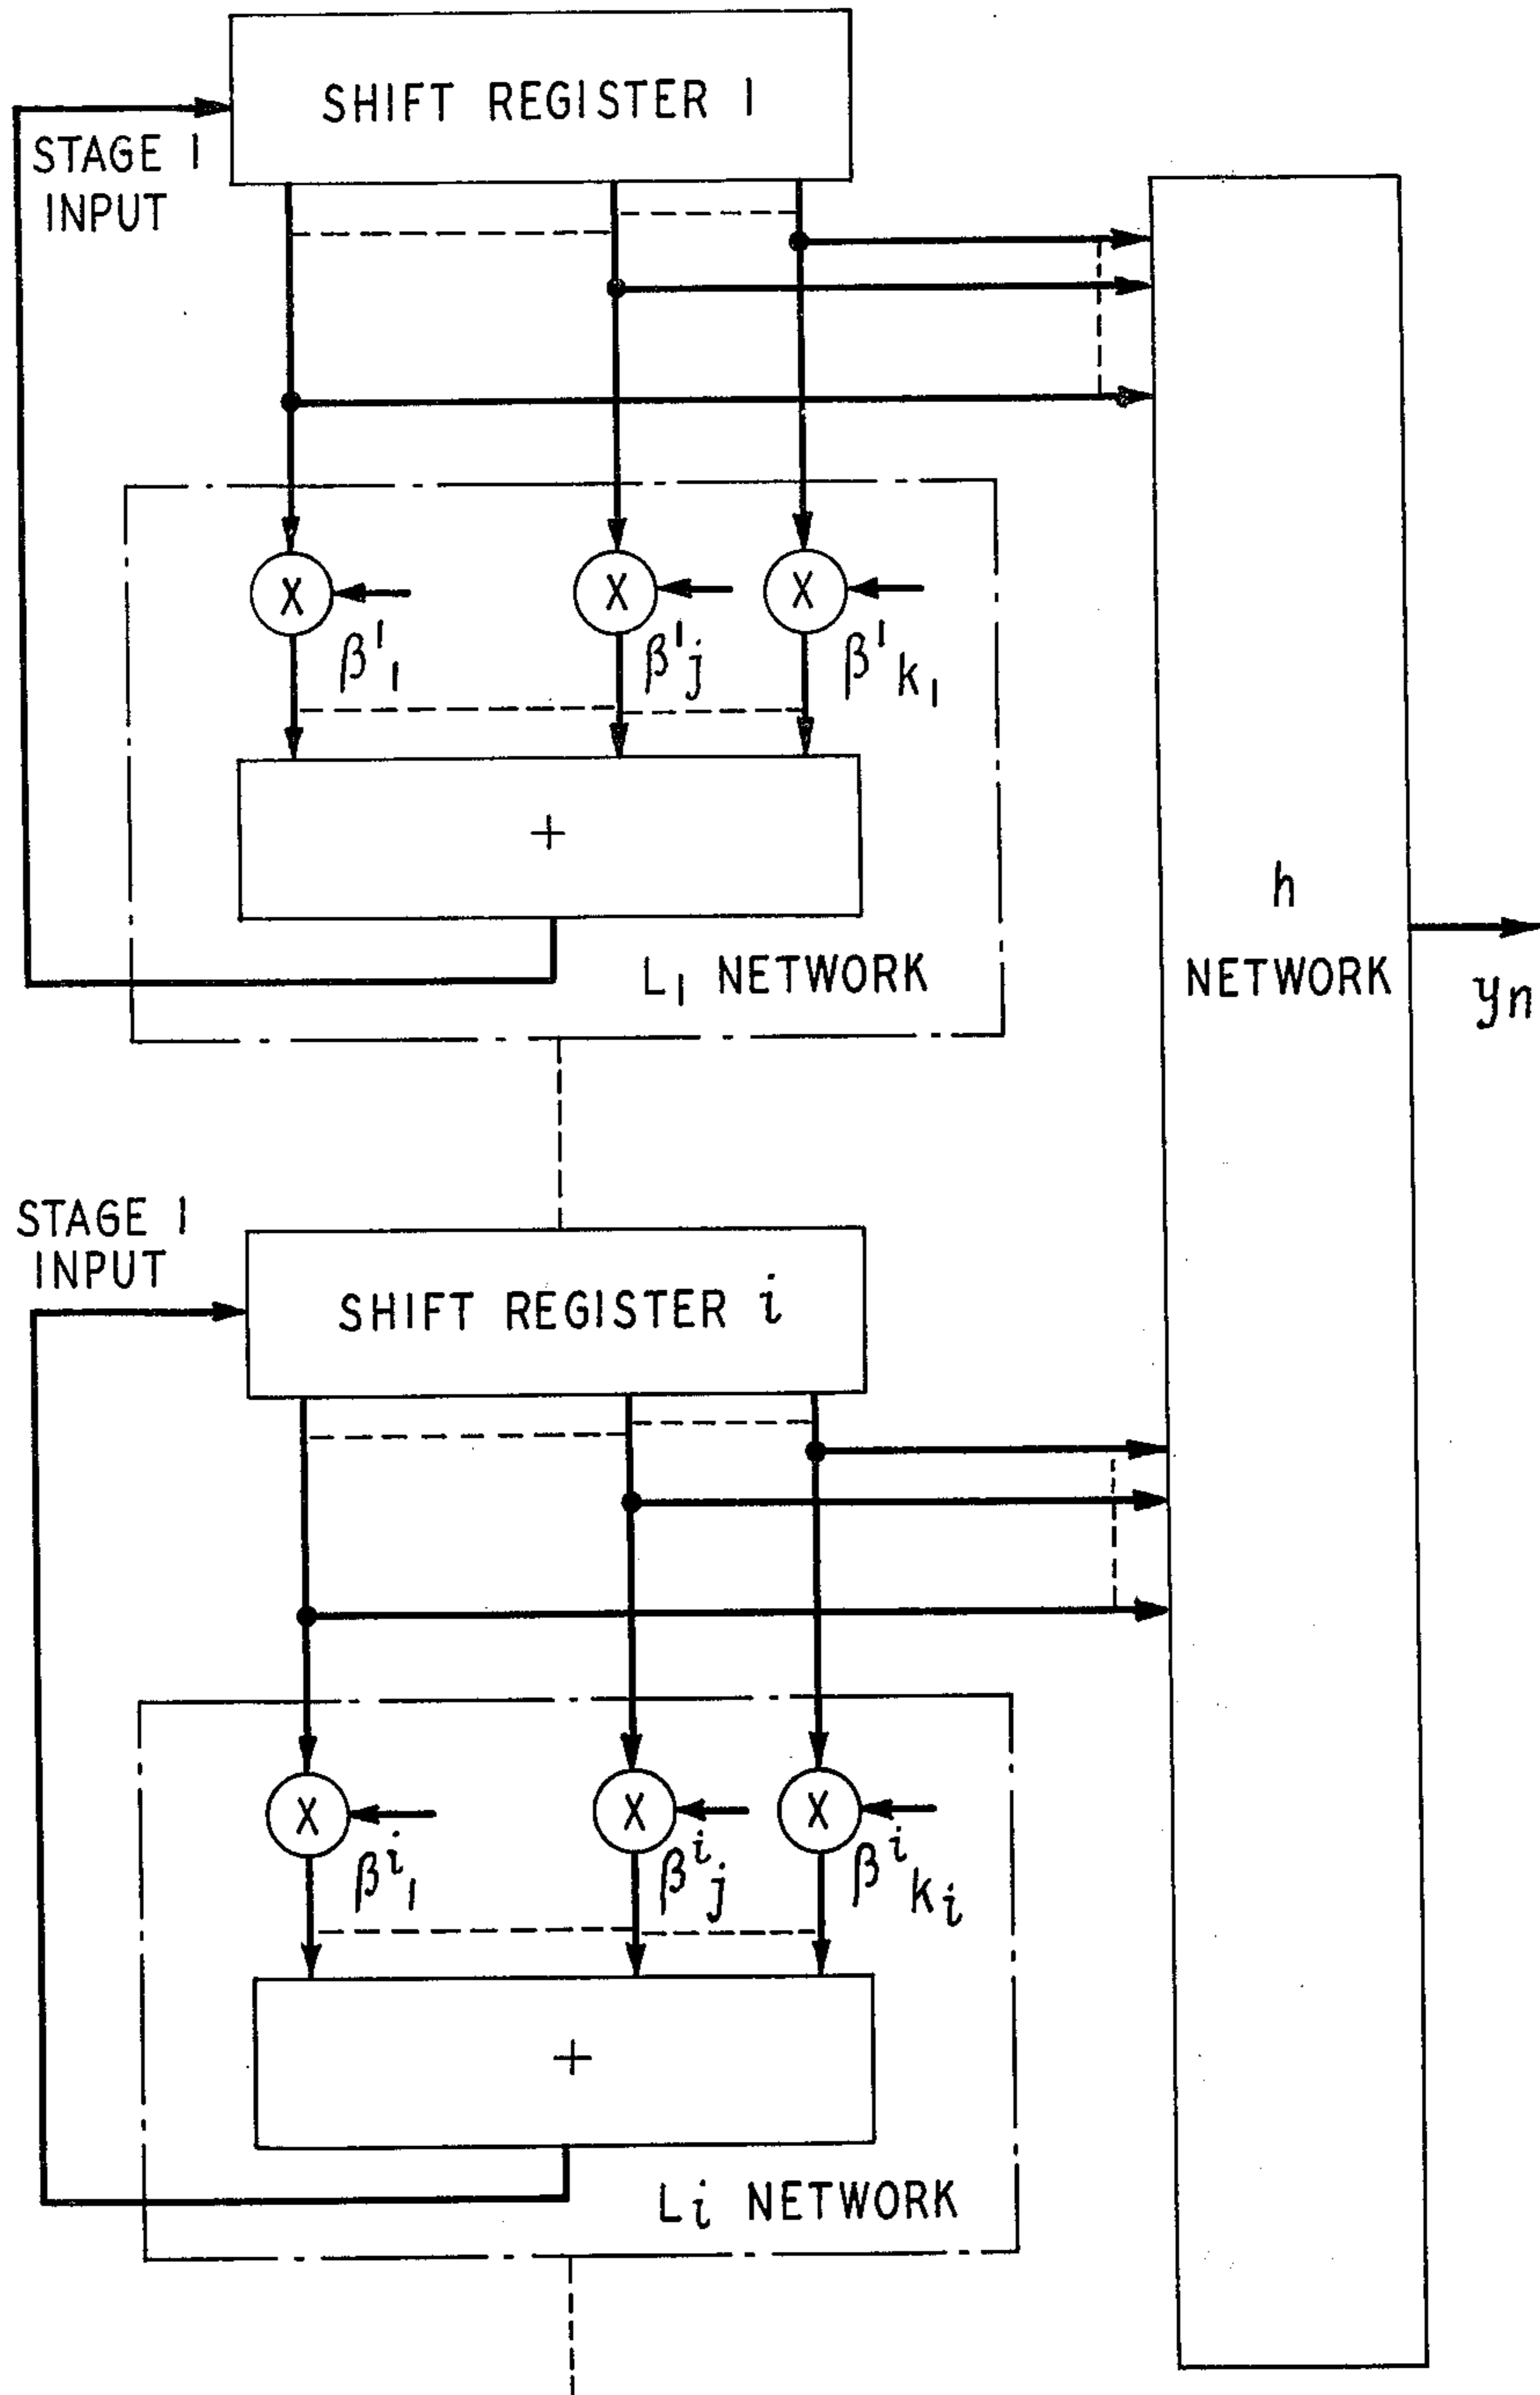 SHIFT REGISTER 1
STAGE 1
INPUT
X
X
X
β¹₁
β¹j
β¹k₁
+
L₁ NETWORK
h
NETWORK
yn
STAGE 1
INPUT
SHIFT REGISTER i
X
X
X
βⁱ₁
βⁱj
βⁱkᵢ
+
Li NETWORK